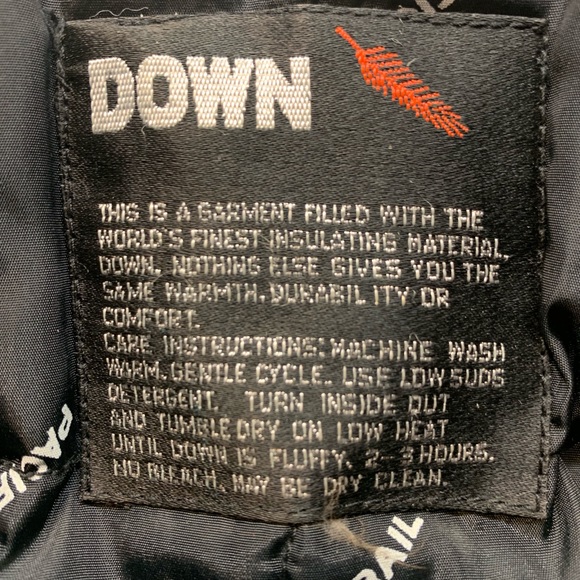 DOWN
THIS IS A GARMENT FILLED WITH THE
WORLD'S FINEST INSULATING MATERIAL,
DOWN. NOTHING ELSE GIVES YOU THE
SAME WARMTH, DURABILITY OR
COMFORT.
CARE INSTRUCTIONS: MACHINE WASH
WARM, GENTLE CYCLE. USE LOW SUDS
DETERGENT. TURN INSIDE OUT
AND TUMBLE DRY ON LOW HEAT
UNTIL DOWN IS FLUFFY. 2-3 HOURS.
NO BLEACH. MAY BE DRY CLEAN.
PACIF
RAIL